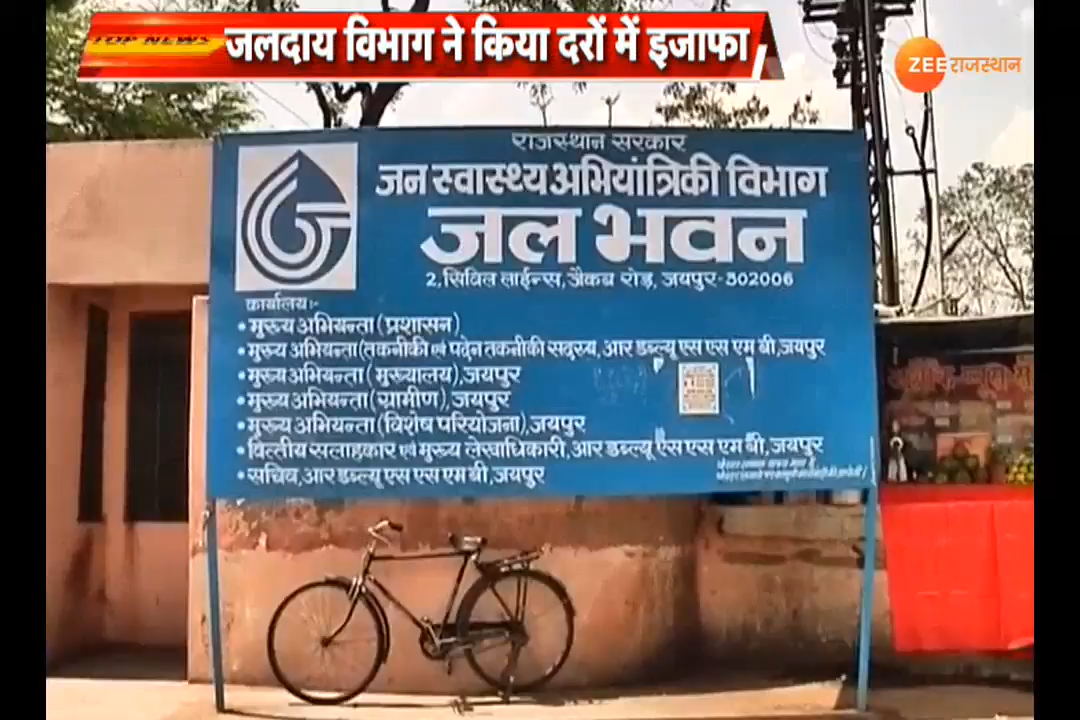 TOP NEWS
जलदाय विभाग ने किया दरों में इजाफा
ZEE राजस्थान
राजस्थान सरकार
जन स्वास्थ्य अभियांत्रिकी विभाग
जल भवन
2, सिविल लाईन्स, जैकब रोड़, जयपुर-302006
कार्यालय:-
• मुख्य अभियन्ता (प्रशासन)
• मुख्य अभियन्ता (तकनीकी एवं पदेन तकनीकी सदस्य, आर डब्ल्यू एस एस एम बी, जयपुर
• मुख्य अभियन्ता (मुख्यालय), जयपुर
• मुख्य अभियन्ता (ग्रामीण), जयपुर
• मुख्य अभियन्ता (विशेष परियोजना), जयपुर
• वित्तीय सलाहकार एवं मुख्य लेखाधिकारी, आर डब्ल्यू एस एस एम बी, जयपुर
• सचिव, आर डब्ल्यू एस एस एम बी, जयपुर